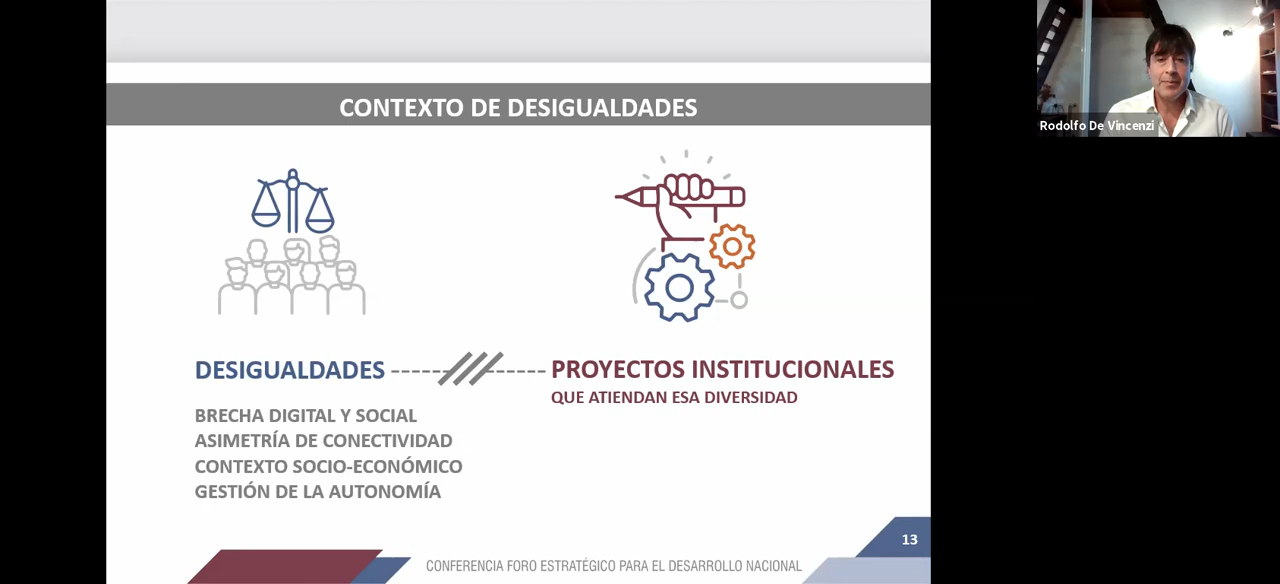 CONTEXTO DE DESIGUALDADES
Rodolfo De Vincenzi
DESIGUALDADES
PROYECTOS INSTITUCIONALES
QUE ATIENDAN ESA DIVERSIDAD
BRECHA DIGITAL Y SOCIAL
ASIMETRÍA DE CONECTIVIDAD
CONTEXTO SOCIO-ECONÓMICO
GESTIÓN DE LA AUTONOMÍA
13
CONFERENCIA FORO ESTRATÉGICO PARA EL DESARROLLO NACIONAL